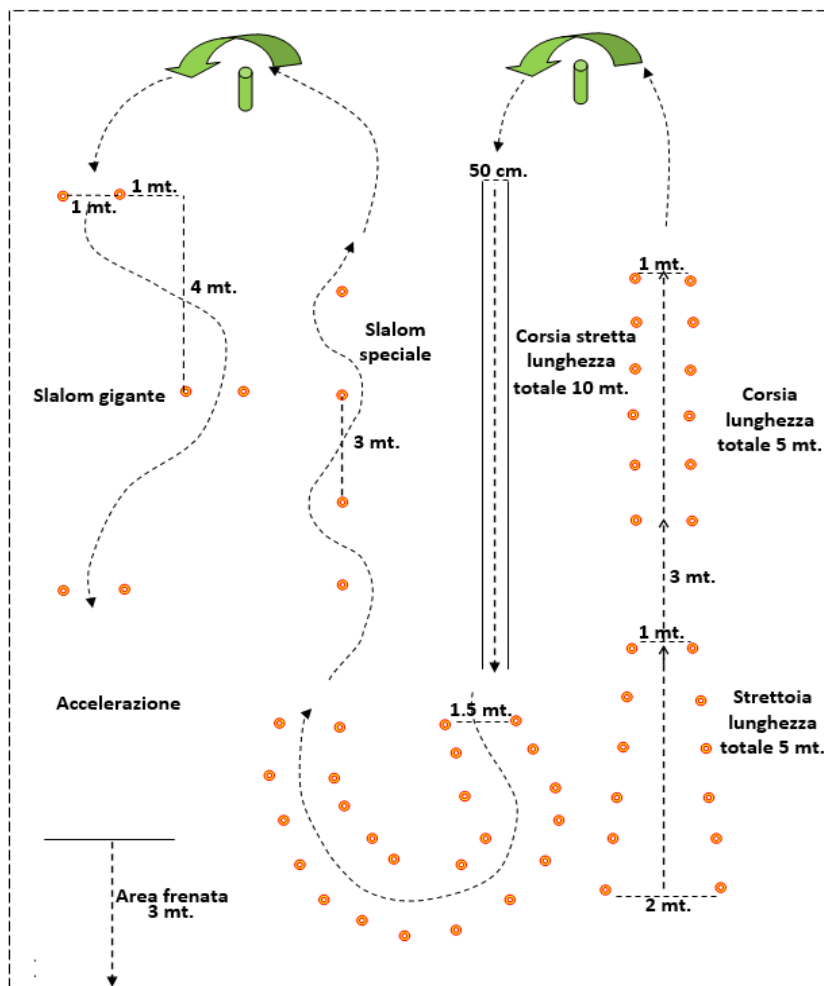 50 cm.
1 mt.
1 mt.
4 mt.
1 mt.
Slalom
speciale
Corsia stretta
lunghezza
totale 10 mt.
Slalom gigante
Corsia
lunghezza
totale 5 mt.
3 mt.
3 mt.
1 mt.
Accelerazione
1.5 mt.
Strettoia
lunghezza
totale 5 mt.
Area frenata
3 mt.
2 mt.